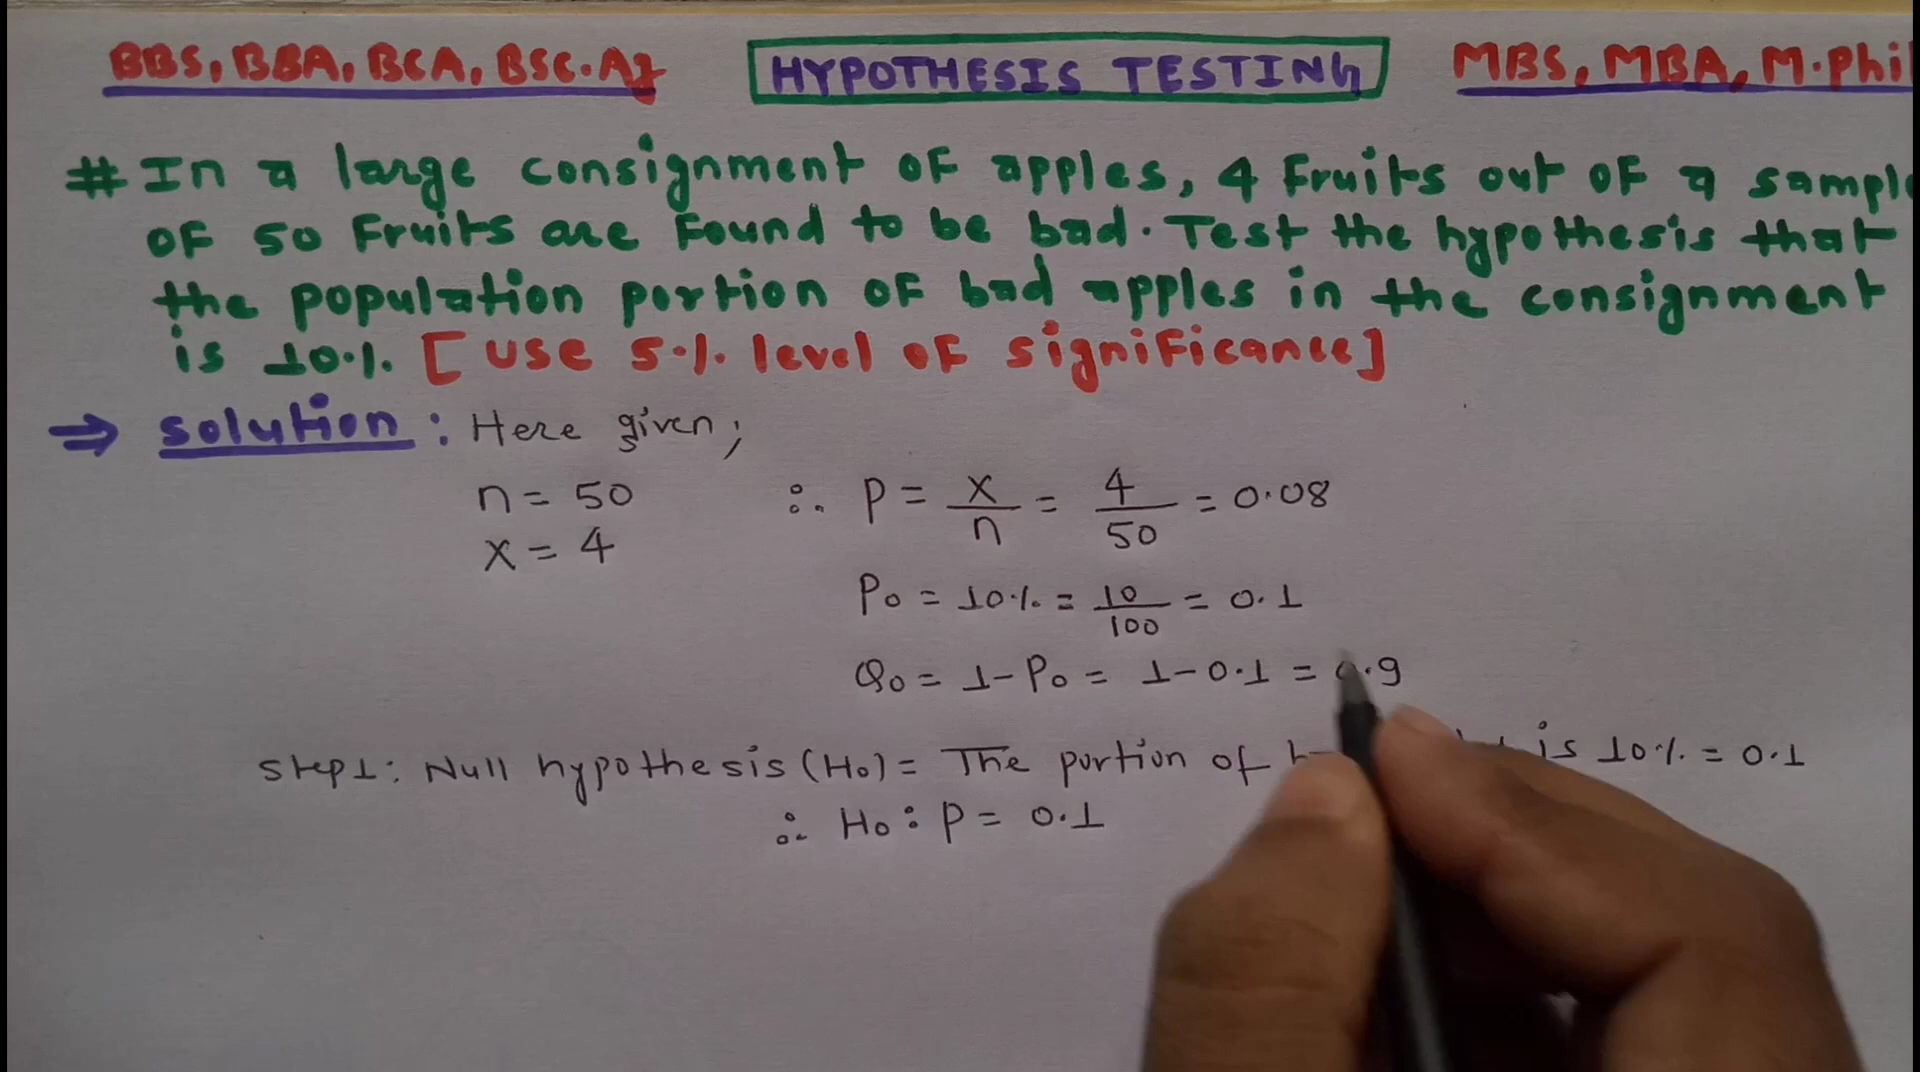 BBS, BBA, BCA, BSC.Ag HYPOTHESIS TESTING MBS, MBA, M.Phil
# In a large consignment of apples, 4 fruits out of a sample
of 50 fruits are found to be bad. Test the hypothesis that
the population portion of bad apples in the consignment
is 10%. [use 5% level of significance]
⇒ Solution: Here given;
n = 50 ∴ p = x/n = 4/50 = 0.08
x = 4
P₀ = 10% = 10/100 = 0.1
Q₀ = 1 - P₀ = 1 - 0.1 = 0.9
Step1: Null hypothesis (H₀) = The portion of is 10% = 0.1
∴ H₀: p = 0.1